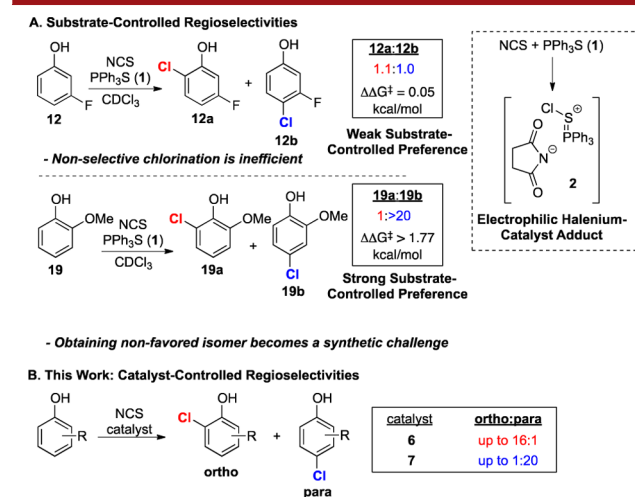 A. Substrate-Controlled Regioselectivities
OH
F
12
NCS
PPh3S (1)
CDCl3
Cl
OH
F
12a
+
OH
F
Cl
12b
12a:12b
1.1:1.0
ΔΔG‡ = 0.05
kcal/mol
Weak Substrate-
Controlled Preference
- Non-selective chlorination is inefficient
NCS + PPh3S (1)
Cl
S
⊕
PPh3
O
N
⊖
O
2
Electrophilic Halenium-
Catalyst Adduct
OH
OMe
19
NCS
PPh3S (1)
CDCl3
Cl
OH
OMe
19a
+
OH
OMe
Cl
19b
19a:19b
1:>20
ΔΔG‡ > 1.77
kcal/mol
Strong Substrate-
Controlled Preference
- Obtaining non-favored isomer becomes a synthetic challenge
B. This Work: Catalyst-Controlled Regioselectivities
OH
R
NCS
catalyst
Cl
OH
R
ortho
+
OH
R
Cl
para
catalyst ortho:para
6 up to 16:1
7 up to 1:20